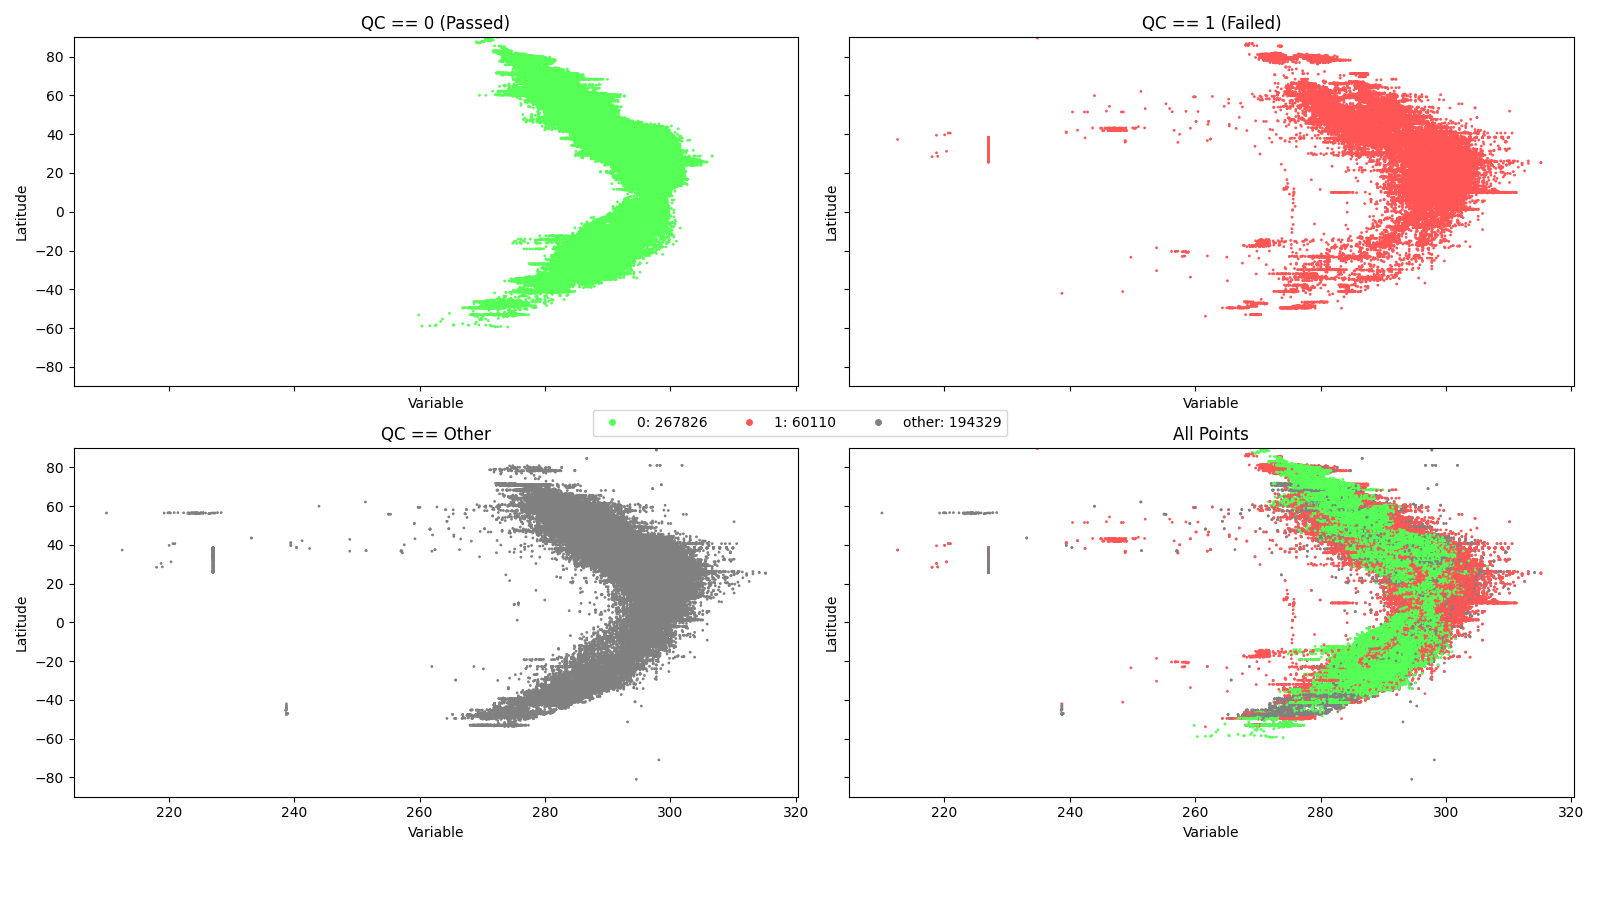 QC == 0 (Passed)
QC == 1 (Failed)
80
60
40
20
0
−20
−40
−60
−80
Latitude
Latitude
Variable
Variable
0: 267826 1: 60110 other: 194329
QC == Other
All Points
80
60
40
20
0
−20
−40
−60
−80
Latitude
Latitude
220 240 260 280 300 320
220 240 260 280 300 320
Variable
Variable